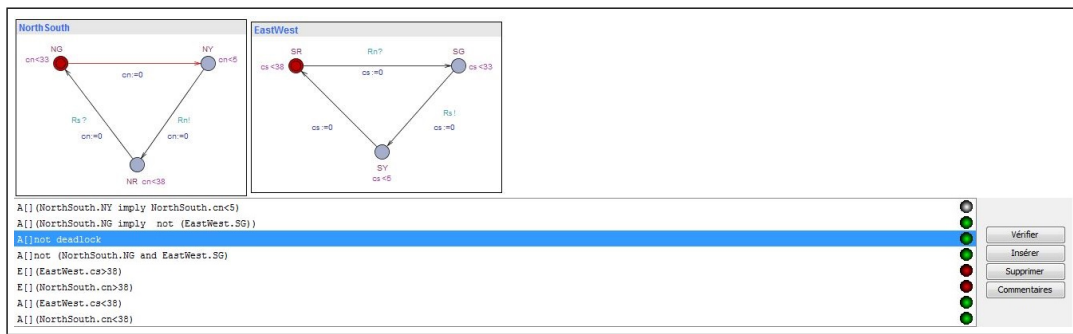 NorthSouth
NG
NY
cn<33
cn<5
cn:=0
Rs?
Rn!
cn:=0
cn:=0
NR cn<38
EastWest
SR
Rn?
SG
cs<38
cs:=0
cs<33
Rs!
cs:=0
cs:=0
SY
cs<5
A[](NorthSouth.NY imply NorthSouth.cn<5)
A[](NorthSouth.NG imply not (EastWest.SG))
A[]not deadlock
A[]not (NorthSouth.NG and EastWest.SG)
E[](EastWest.cs>38)
E[](NorthSouth.cn>38)
A[](EastWest.cs<38)
A[](NorthSouth.cn<38)
Vérifier
Insérer
Supprimer
Commentaires